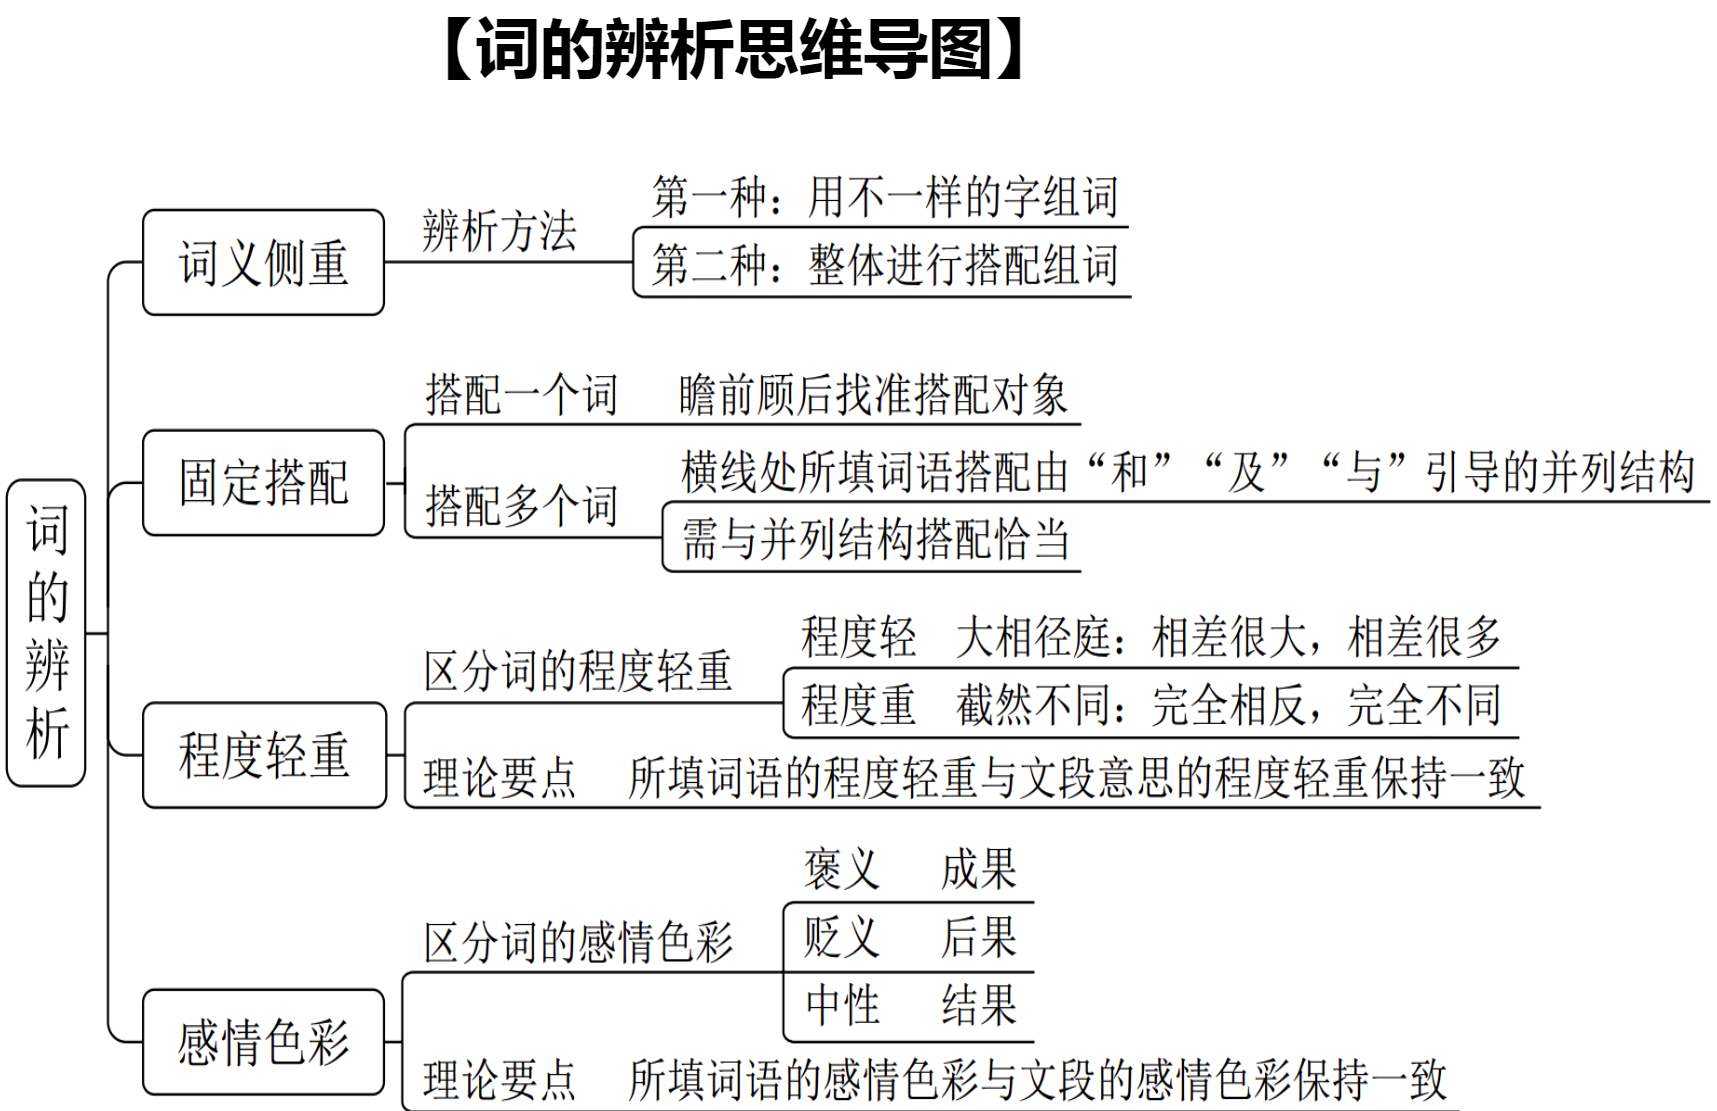 【词的辨析思维导图】
词的辨析
词义侧重
辨析方法
第一种：用不一样的字组词
第二种：整体进行搭配组词
固定搭配
搭配一个词 瞻前顾后找准搭配对象
搭配多个词
横线处所填词语搭配由“和”“及”“与”引导的并列结构
需与并列结构搭配恰当
程度轻重
区分词的程度轻重
程度轻 大相径庭：相差很大，相差很多
程度重 截然不同：完全相反，完全不同
理论要点 所填词语的程度轻重与文段意思的程度轻重保持一致
感情色彩
区分词的感情色彩
褒义 成果
贬义 后果
中性 结果
理论要点 所填词语的感情色彩与文段的感情色彩保持一致